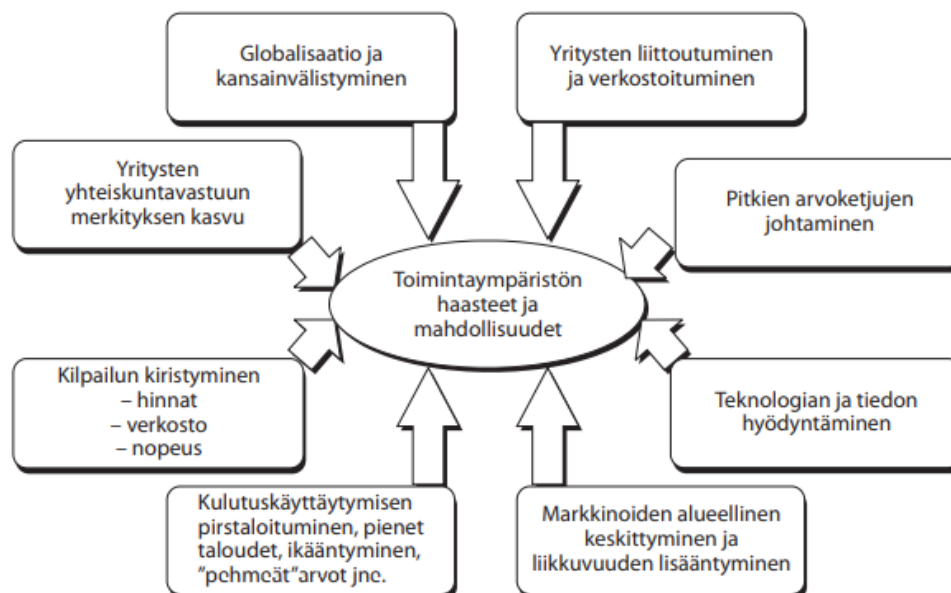 Globalisaatio ja
kansainvälistyminen
Yritysten liittoutuminen
ja verkostoituminen
Yritysten
yhteiskuntavastuun
merkityksen kasvu
Pitkien arvoketjujen
johtaminen
Toimintaympäristön
haasteet ja
mahdollisuudet
Kilpailun kiristyminen
– hinnat
– verkosto
– nopeus
Teknologian ja tiedon
hyödyntäminen
Kulutuskäyttäytymisen
pirstaloituminen, pienet
taloudet, ikääntyminen,
"pehmeät"arvot jne.
Markkinoiden alueellinen
keskittyminen ja
liikkuvuuden lisääntyminen